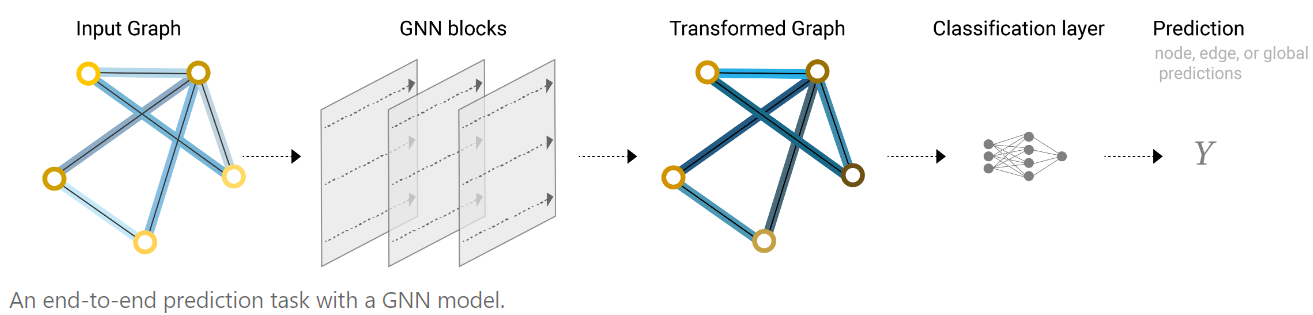 Input Graph
GNN blocks
Transformed Graph
Classification layer
Prediction
node, edge, or global
predictions
Y
An end-to-end prediction task with a GNN model.